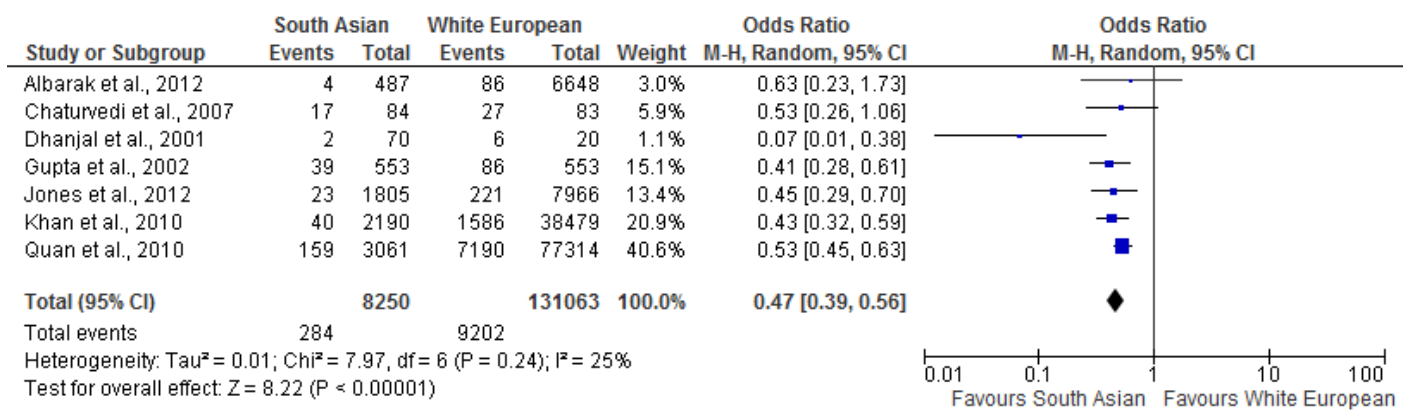 South Asian White European Odds Ratio Odds Ratio
Study or Subgroup Events Total Events Total Weight M-H, Random, 95% CI M-H, Random, 95% CI
Albarak et al., 2012 4 487 86 6648 3.0% 0.63 [0.23, 1.73]
Chaturvedi et al., 2007 17 84 27 83 5.9% 0.53 [0.26, 1.06]
Dhanjal et al., 2001 2 70 6 20 1.1% 0.07 [0.01, 0.38]
Gupta et al., 2002 39 553 86 553 15.1% 0.41 [0.28, 0.61]
Jones et al., 2012 23 1805 221 7966 13.4% 0.45 [0.29, 0.70]
Khan et al., 2010 40 2190 1586 38479 20.9% 0.43 [0.32, 0.59]
Quan et al., 2010 159 3061 7190 77314 40.6% 0.53 [0.45, 0.63]
Total (95% CI) 8250 131063 100.0% 0.47 [0.39, 0.56]
Total events 284 9202
Heterogeneity: Tau² = 0.01; Chi² = 7.97, df = 6 (P = 0.24); I² = 25%
Test for overall effect: Z = 8.22 (P < 0.00001)
0.01 0.1 1 10 100
Favours South Asian Favours White European